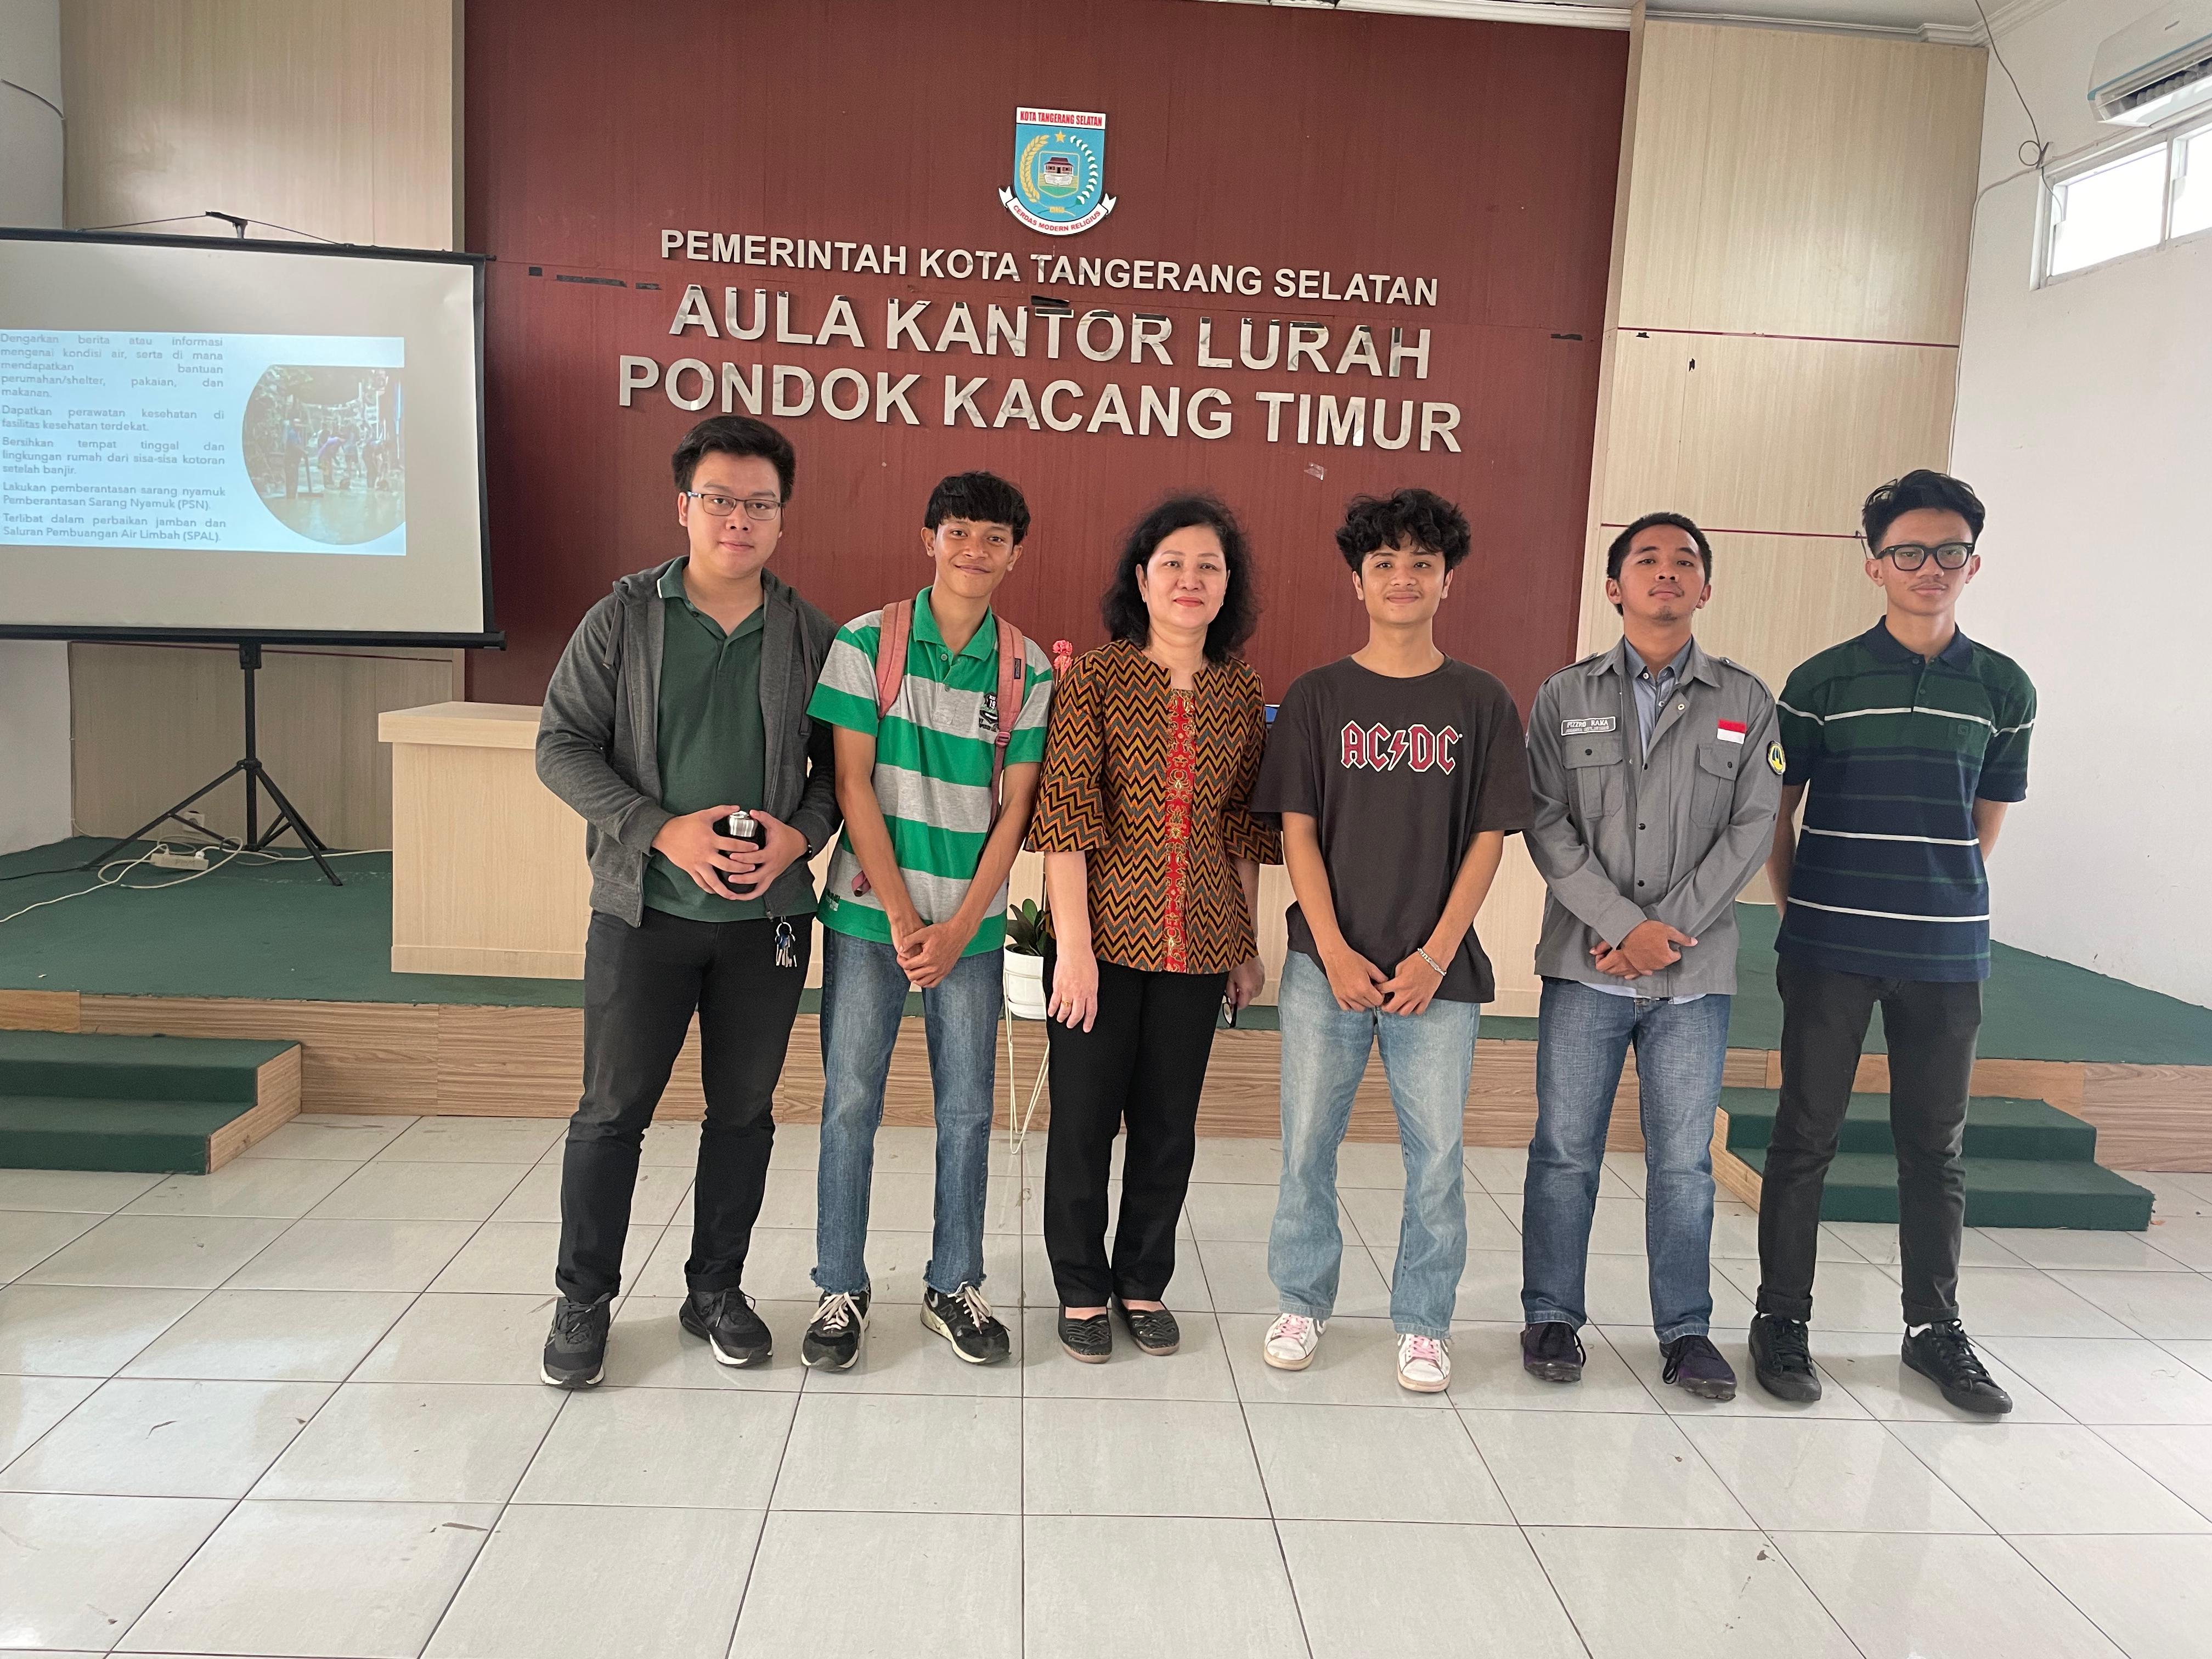 KOTA TANGERANG SELATAN
CERDAS MODERN RELIGIUS
PEMERINTAH KOTA TANGERANG SELATAN
AULA KANTOR LURAH
PONDOK KACANG TIMUR
Dengarkan berita atau informasi
mengenai kondisi air, serta di mana
mendapatkan bantuan
perumahan/shelter, pakaian, dan
makanan.
Dapatkan perawatan kesehatan di
fasilitas kesehatan terdekat.
Bersihkan tempat tinggal dan
lingkungan rumah dari sisa-sisa kotoran
setelah banjir.
Lakukan pemberantasan sarang nyamuk
Pemberantasan Sarang Nyamuk (PSN).
Terlibat dalam perbaikan jamban dan
Saluran Pembuangan Air Limbah (SPAL).
AC DC
RAKA